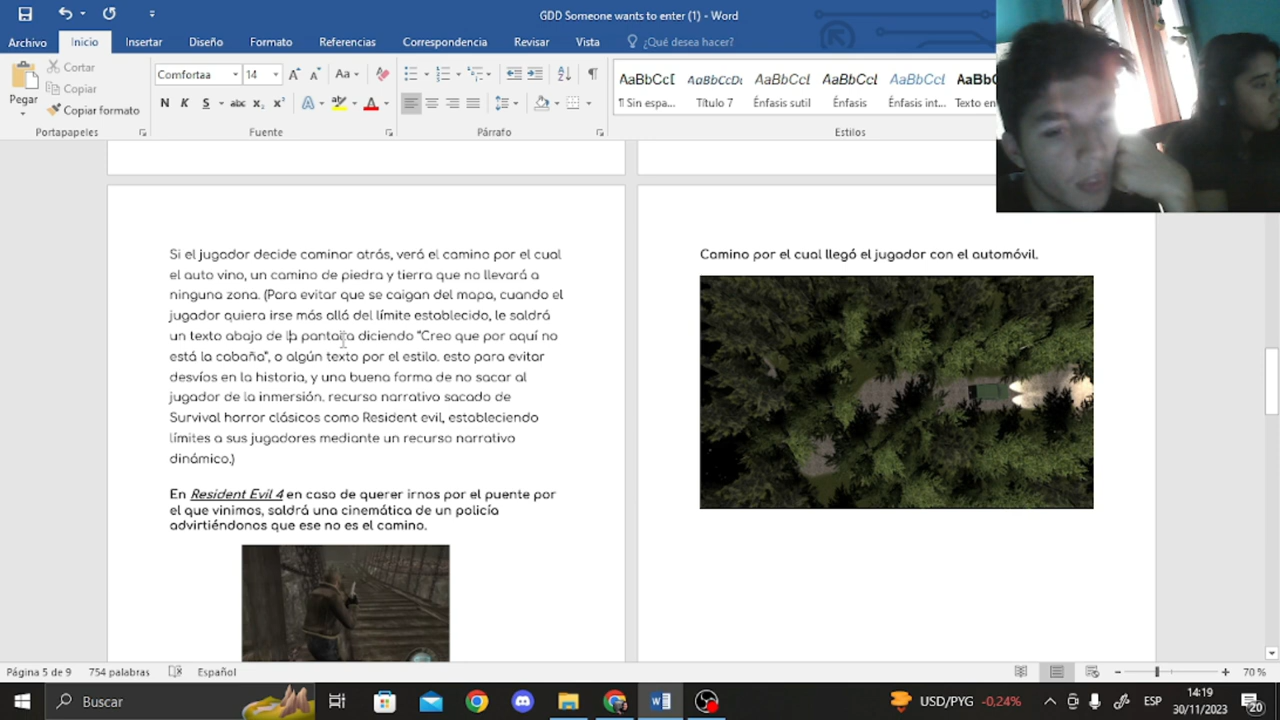 GDD Someone wants to enter (1) - Word
Archivo Inicio Insertar Diseño Formato Referencias Correspondencia Revisar Vista ¿Qué desea hacer?
Pegar
Cortar
Copiar
Copiar formato
Portapapeles
Comfortaa 14
Aa
N K S abc x₂ x²
Fuente
Párrafo
AaBbCcD AaBbCcDc AaBbCcl AaBbCcl AaBbCcl AaBbC
¶ Sin espa... Título 7 Énfasis sutil Énfasis Énfasis int... Texto en
Estilos
Si el jugador decide caminar atrás, verá el camino por el cual
el auto vino, un camino de piedra y tierra que no llevará a
ninguna zona. (Para evitar que se caigan del mapa, cuando el
jugador quiera irse más allá del límite establecido, le saldrá
un texto abajo de la pantalla diciendo "Creo que por aquí no
está la cabaña", o algún texto por el estilo. esto para evitar
desvíos en la historia, y una buena forma de no sacar al
jugador de la inmersión. recurso narrativo sacado de
Survival horror clásicos como Resident evil, estableciendo
límites a sus jugadores mediante un recurso narrativo
dinámico.)
En Resident Evil 4 en caso de querer irnos por el puente por
el que vinimos, saldrá una cinemática de un policía
advirtiéndonos que ese no es el camino.
Camino por el cual llegó el jugador con el automóvil.
Página 5 de 9 754 palabras Español 70 %
Buscar
USD/PYG -0,24%
ESP
14:19
30/11/2023
20